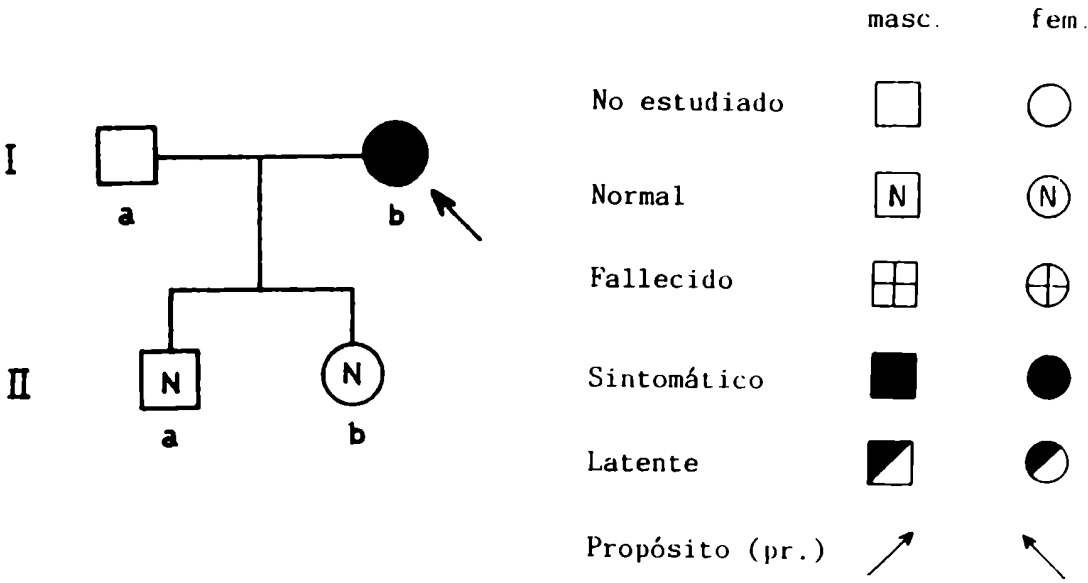 masc. fem.
No estudiado
I
a b
Normal N N
Fallecido
II N N
a b
Sintomático
Latente
Propósito (pr.)